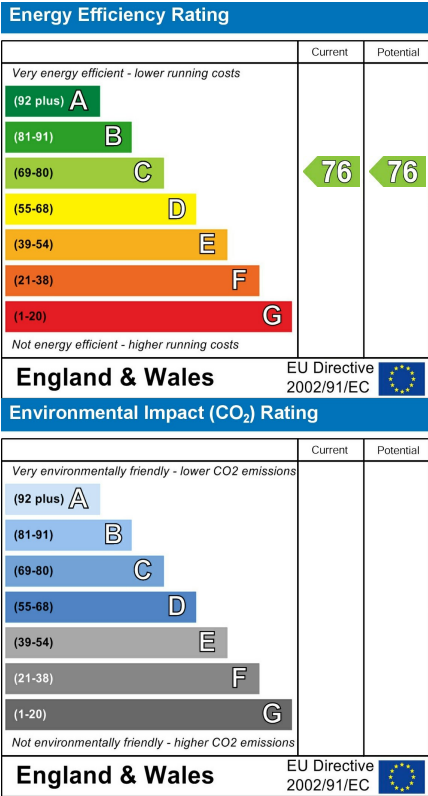 Energy Efficiency Rating
Current Potential
Very energy efficient - lower running costs
(92 plus) A
(81-91) B
(69-80) C 76 76
(55-68) D
(39-54) E
(21-38) F
(1-20) G
Not energy efficient - higher running costs
England & Wales EU Directive
2002/91/EC
Environmental Impact (CO₂) Rating
Current Potential
Very environmentally friendly - lower CO2 emissions
(92 plus) A
(81-91) B
(69-80) C
(55-68) D
(39-54) E
(21-38) F
(1-20) G
Not environmentally friendly - higher CO2 emissions
England & Wales EU Directive
2002/91/EC